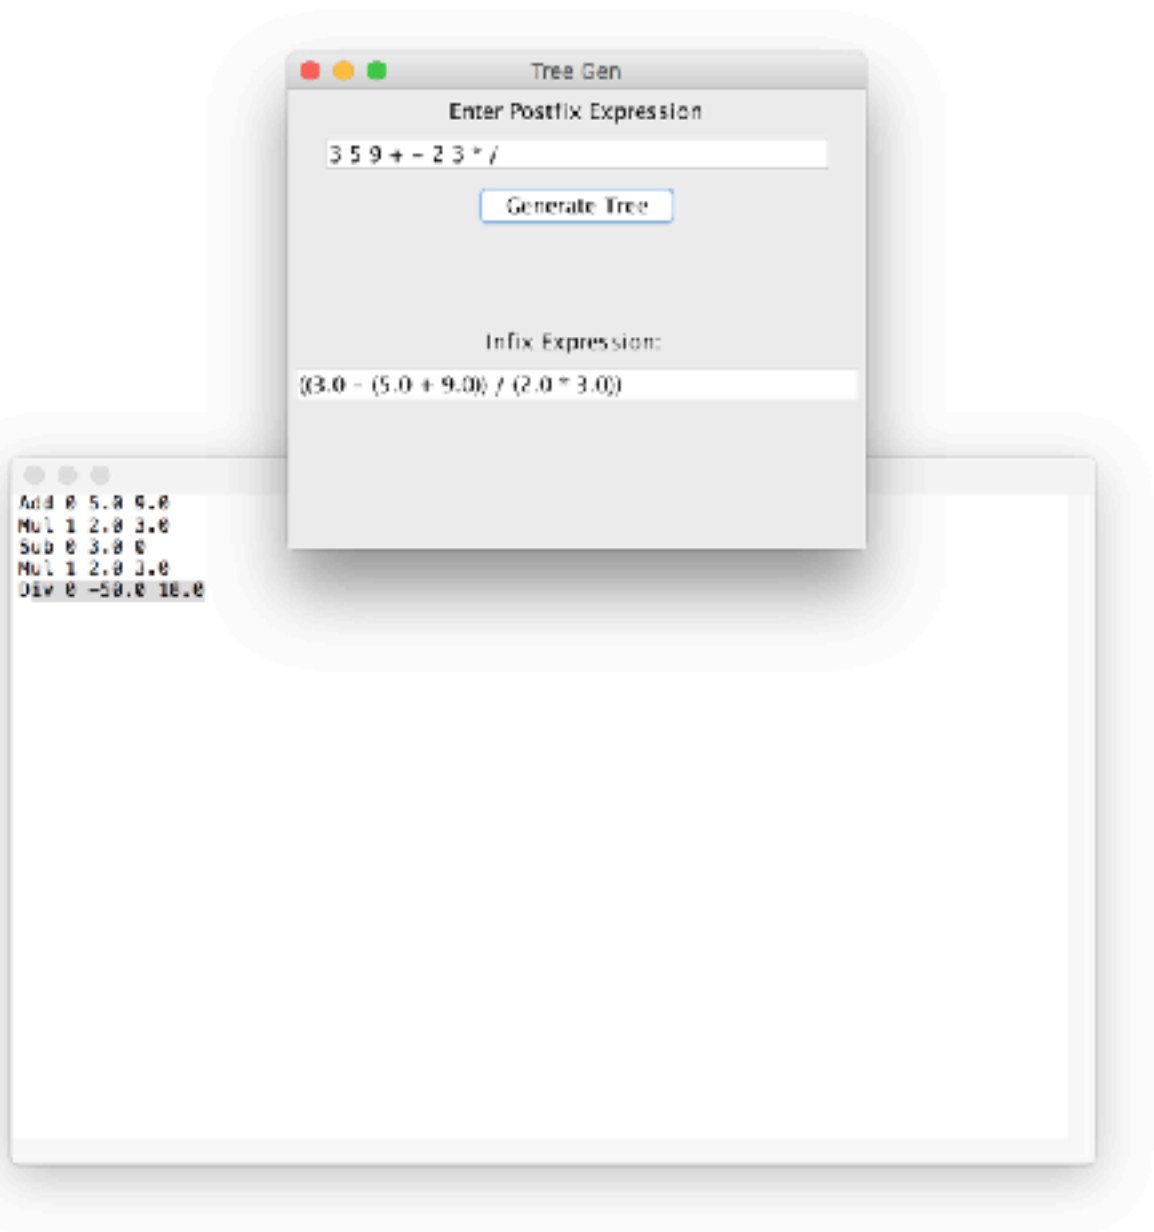 Tree Gen
Enter Postfix Expression
3 5 9 + - 2 3 * /
Generate Tree
Infix Expression:
((3.0 - (5.0 + 9.0)) / (2.0 * 3.0))
Add 0 5.0 9.0
Mul 1 2.0 3.0
Sub 0 3.0 0
Mul 1 2.0 3.0
Div 0 -50.0 18.0